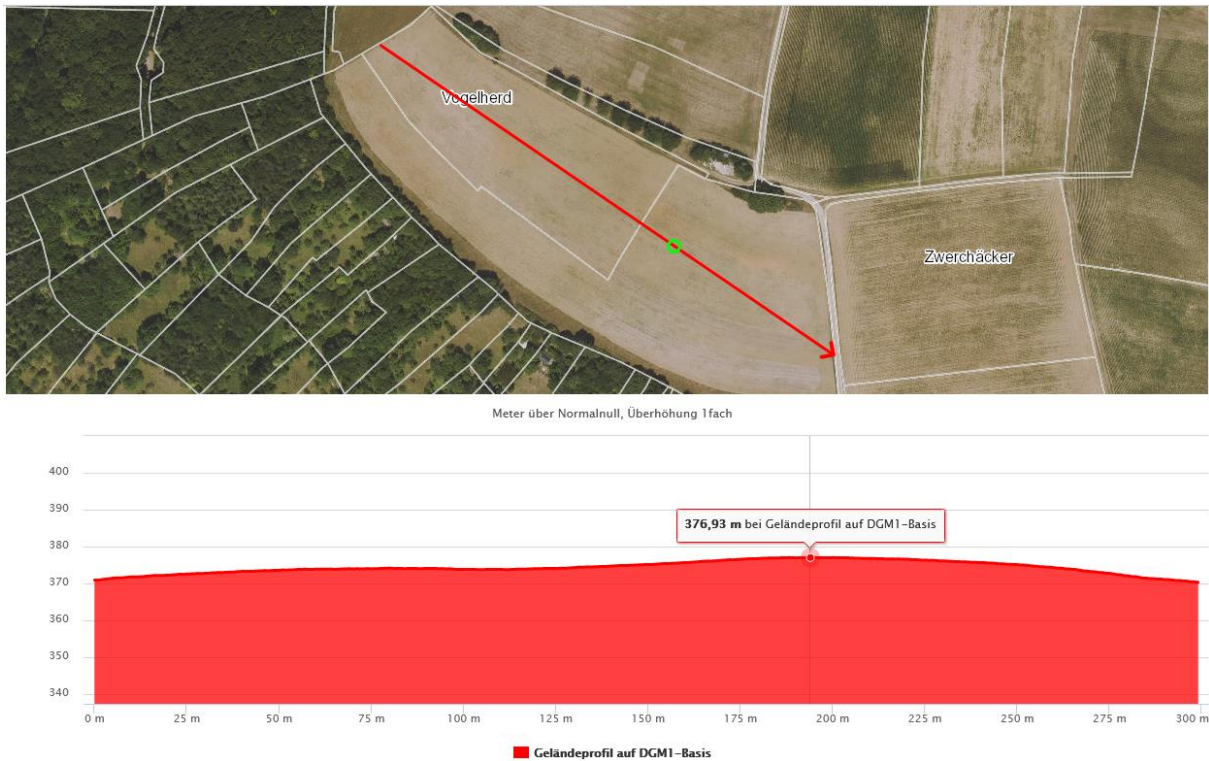 Vogelherd
Zwerchäcker
Meter über Normalnull, Überhöhung 1fach
400
390
376,93 m bei Geländeprofil auf DGM1-Basis
380
370
360
350
340
0 m 25 m 50 m 75 m 100 m 125 m 150 m 175 m 200 m 225 m 250 m 275 m 300 m
Geländeprofil auf DGM1-Basis